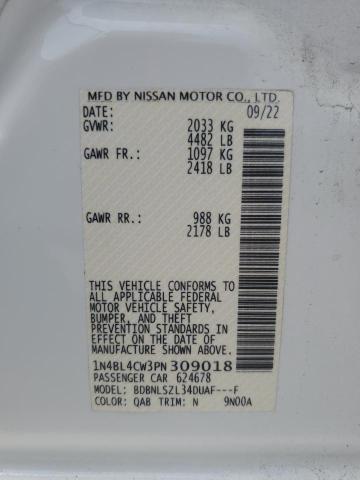 MFD BY NISSAN MOTOR CO., LTD.
DATE: 09/22
GVWR: 2033 KG
4482 LB
GAWR FR.: 1097 KG
2418 LB
GAWR RR.: 988 KG
2178 LB
THIS VEHICLE CONFORMS TO
ALL APPLICABLE FEDERAL
MOTOR VEHICLE SAFETY,
BUMPER, AND THEFT
PREVENTION STANDARDS IN
EFFECT ON THE DATE OF
MANUFACTURE SHOWN ABOVE.
1N4BL4CW3PN309018
PASSENGER CAR 624678
MODEL: BDBNLSZL34DUAF---F
COLOR: QAB TRIM: N 9N00A